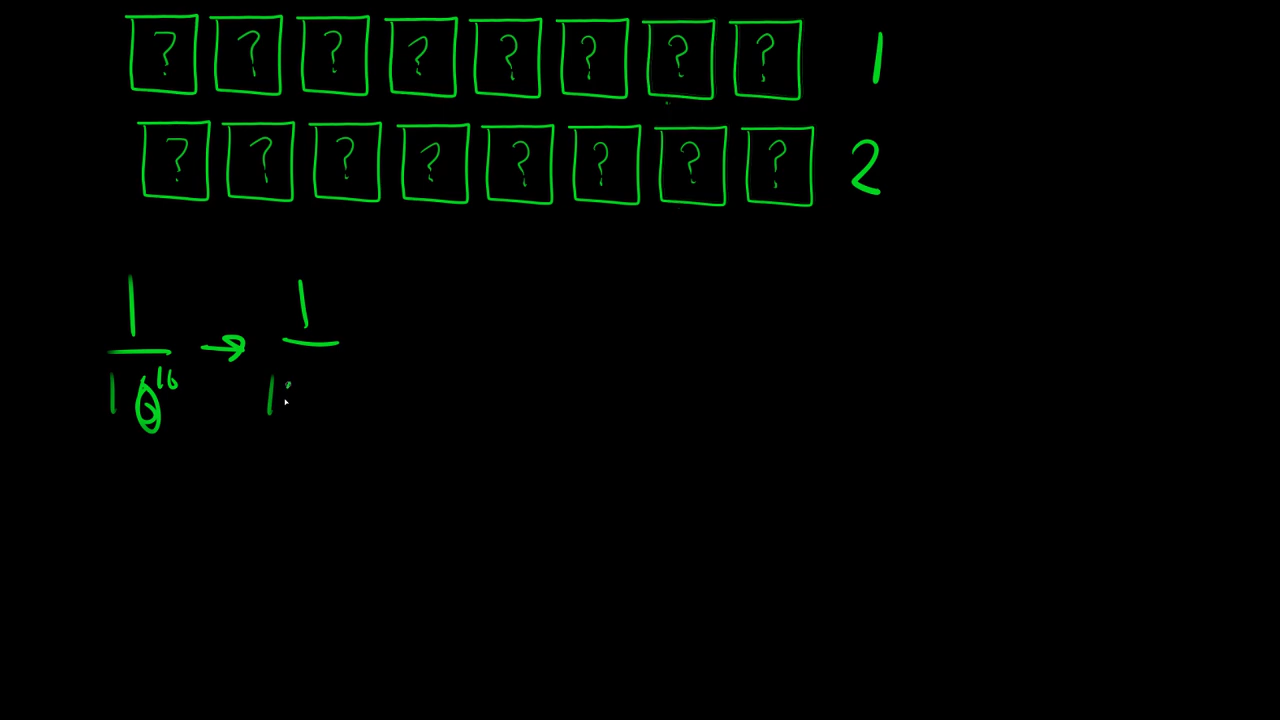 ? ? ? ? ? ? ? ? 1
? ? ? ? ? ? ? ? 2
1 → 1
10^16 1